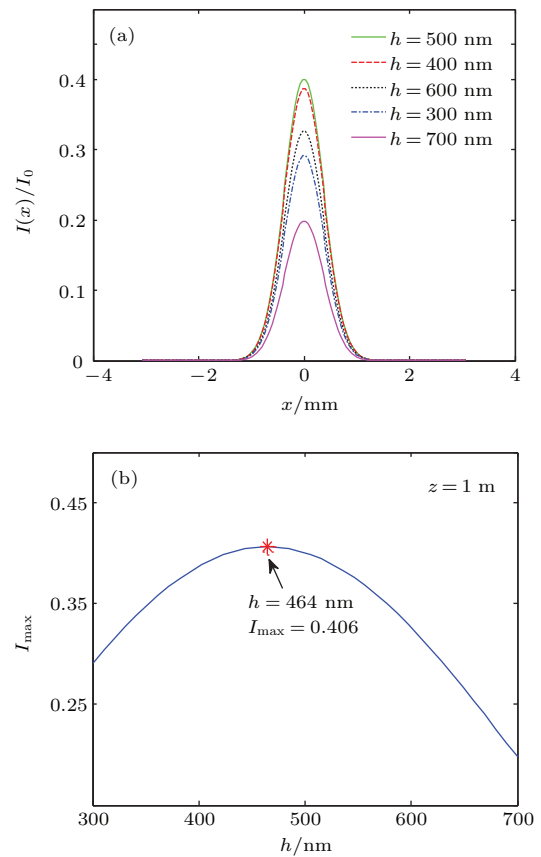 (a)
h = 500 nm
h = 400 nm
h = 600 nm
h = 300 nm
h = 700 nm
0.4
0.3
0.2
0.1
0
I(x)/I₀
−4 −2 0 2 4
x/mm
(b)
z = 1 m
0.45
0.35
0.25
I_max
h = 464 nm
I_max = 0.406
300 400 500 600 700
h/nm